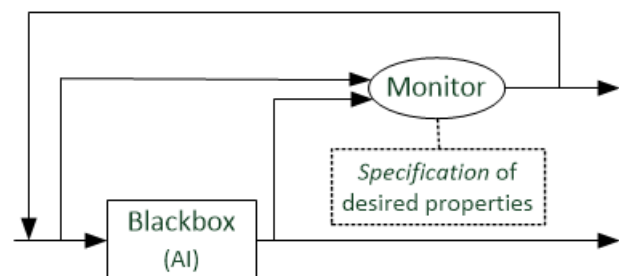 Monitor
Specification of
desired properties
Blackbox
(AI)